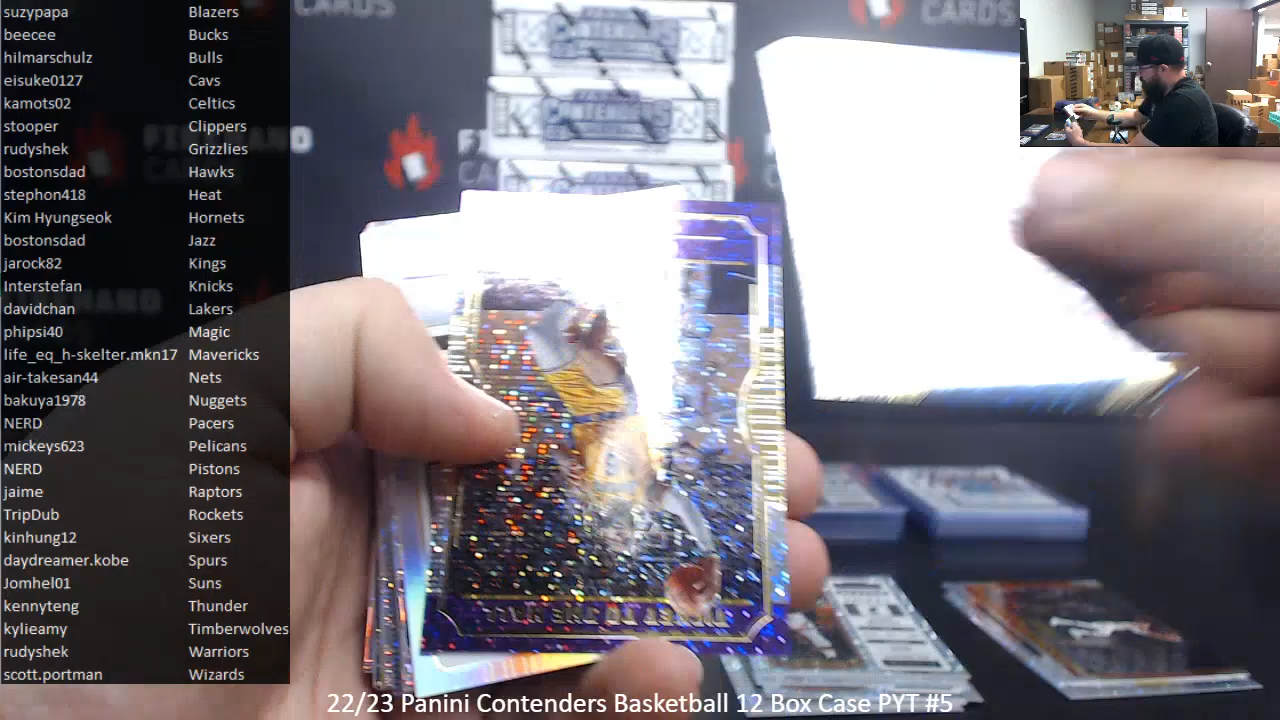 suzypapa Blazers
beecee Bucks
hilmarschulz Bulls
eisuke0127 Cavs
kamots02 Celtics
stooper Clippers
rudyshek Grizzlies
bostonsdad Hawks
stephon418 Heat
Kim Hyungseok Hornets
bostonsdad Jazz
jarock82 Kings
Interstefan Knicks
davidchan Lakers
phipsi40 Magic
life_eq_h-skelter.mkn17 Mavericks
air-takesan44 Nets
bakuya1978 Nuggets
NERD Pacers
mickeys623 Pelicans
NERD Pistons
jaime Raptors
TripDub Rockets
kinhung12 Sixers
daydreamer.kobe Spurs
Jomhel01 Suns
kennyteng Thunder
kylieamy Timberwolves
rudyshek Warriors
scott.portman Wizards
CARDS
CARDS
22/23 Panini Contenders Basketball 12 Box Case PYT #5